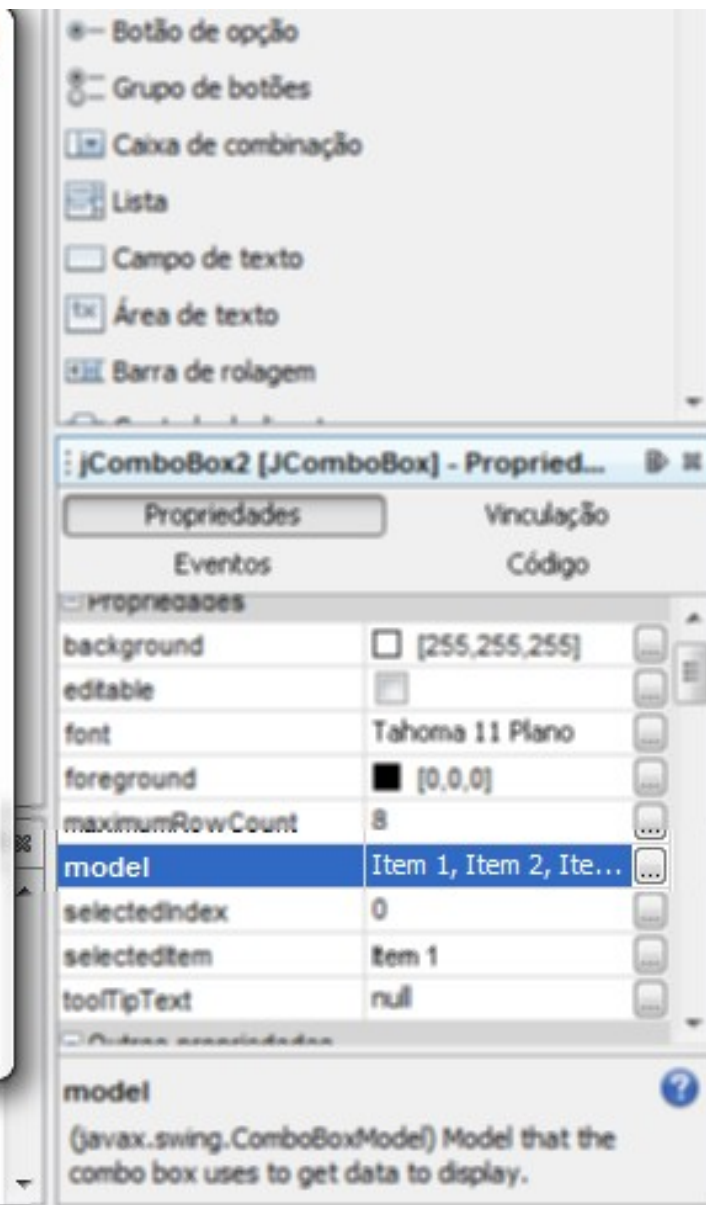 Botão de opção
Grupo de botões
Caixa de combinação
Lista
Campo de texto
tx Área de texto
Barra de rolagem
jComboBox2 [JComboBox] - Propried...
Propriedades Vinculação
Eventos Código
Propriedades
background [255,255,255] ...
editable ...
font Tahoma 11 Plano ...
foreground [0,0,0] ...
maximumRowCount 8 ...
model Item 1, Item 2, Ite... ...
selectedIndex 0 ...
selectedItem Item 1 ...
toolTipText null ...
Outras propriedades
model ?
(javax.swing.ComboBoxModel) Model that the
combo box uses to get data to display.